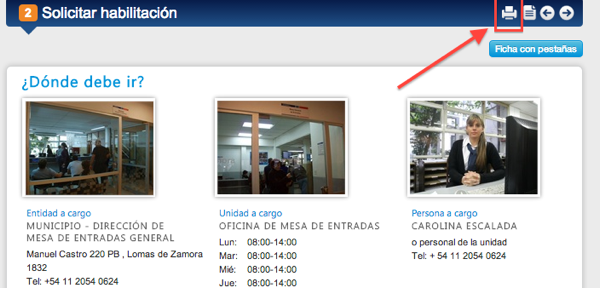 2 Solicitar habilitación
Ficha con pestañas
¿Dónde debe ir?
Entidad a cargo
MUNICIPIO - DIRECCIÓN DE
MESA DE ENTRADAS GENERAL
Manuel Castro 220 PB , Lomas de Zamora
1832
Tel: +54 11 2054 0624
Unidad a cargo
OFICINA DE MESA DE ENTRADAS
Lun: 08:00-14:00
Mar: 08:00-14:00
Mié: 08:00-14:00
Jue: 08:00-14:00
Persona a cargo
CAROLINA ESCALADA
o personal de la unidad
Tel: + 54 11 2054 0624